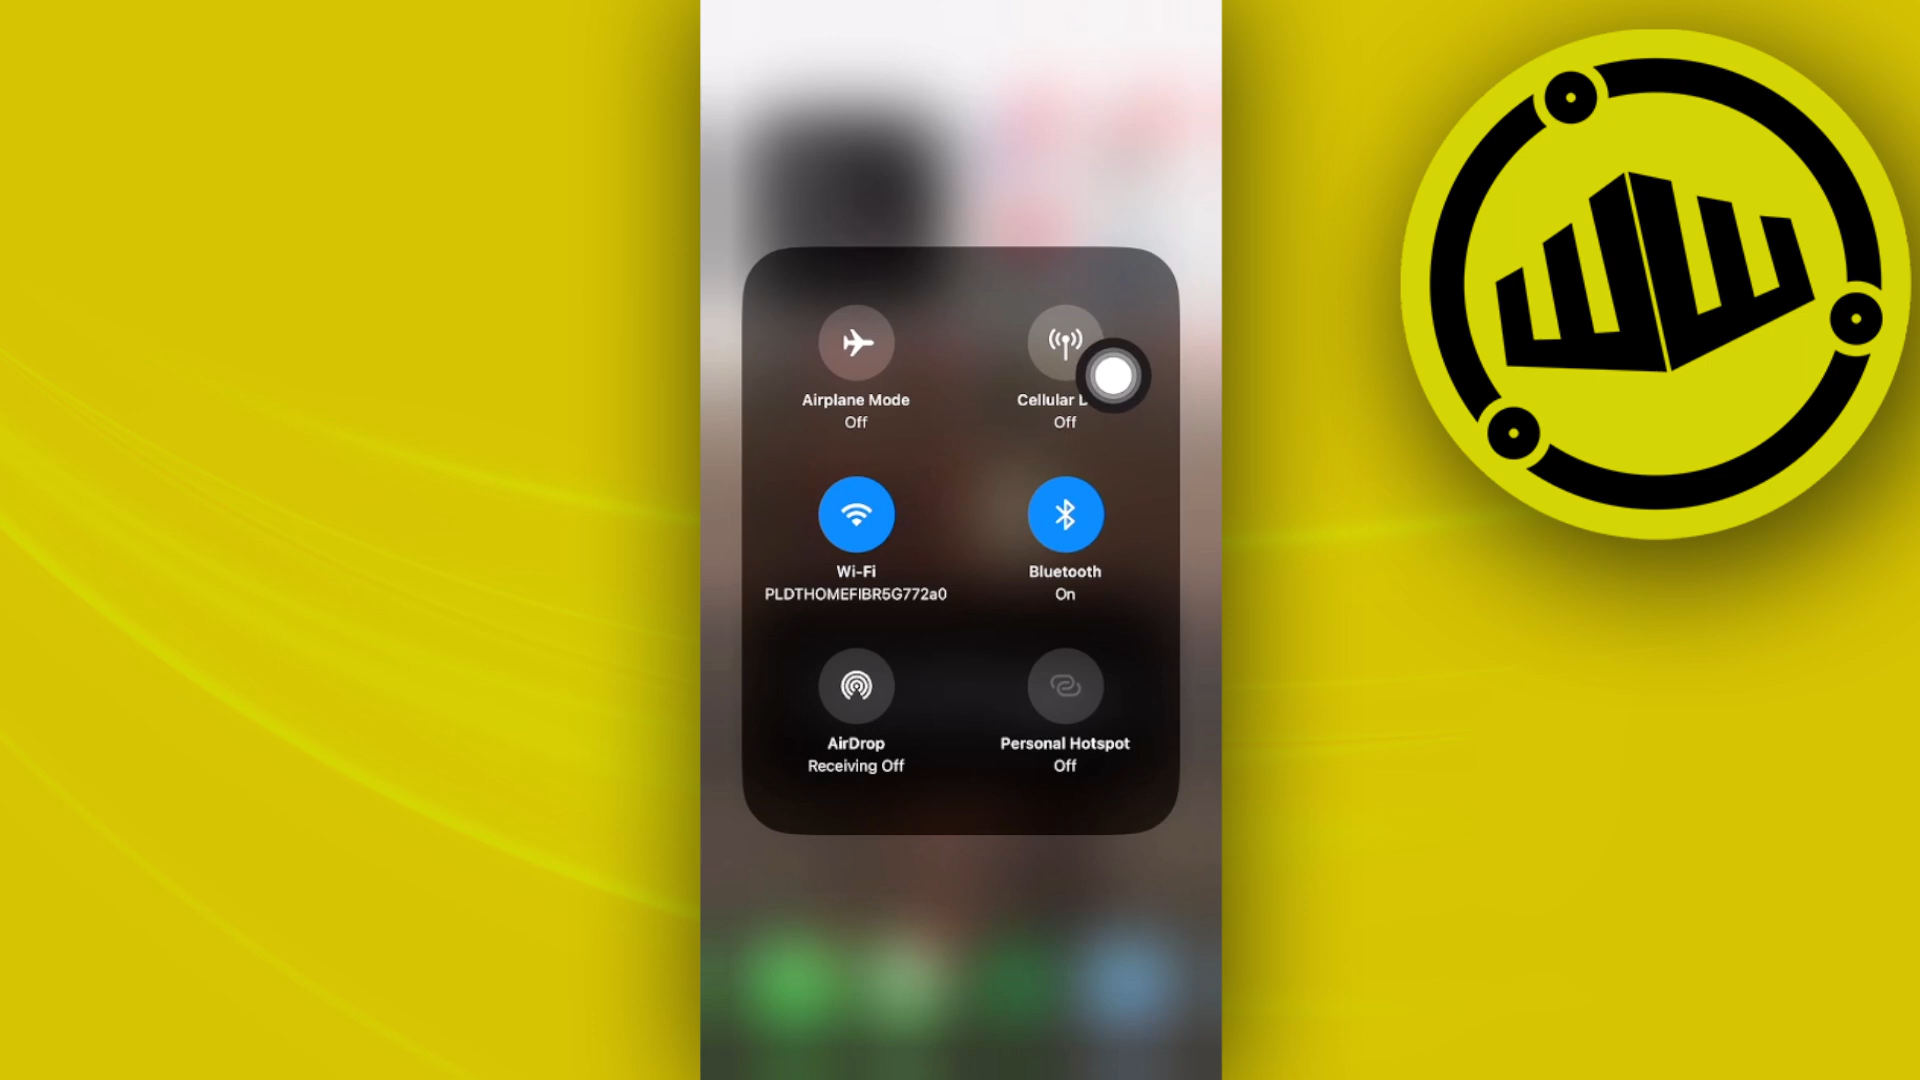 Airplane Mode
Off
Cellular
Off
Wi-Fi
PLDTHOMEFIBR5G772a0
Bluetooth
On
AirDrop
Receiving Off
Personal Hotspot
Off